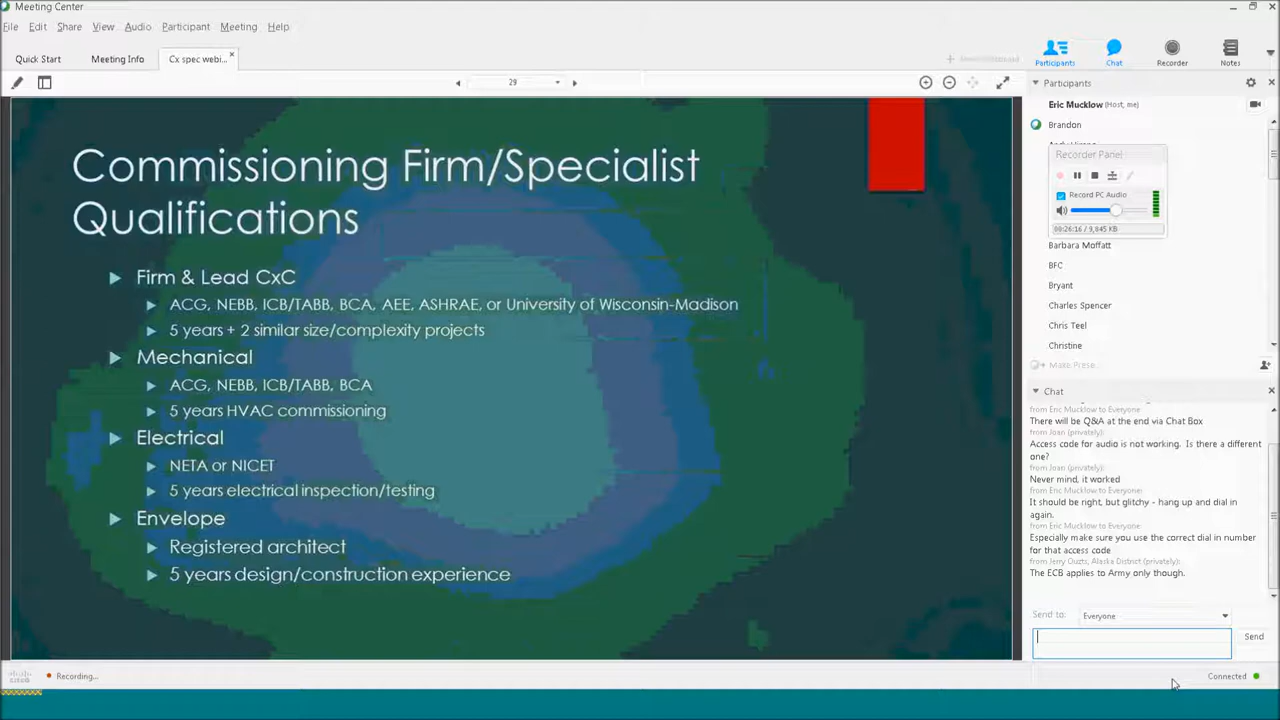 Meeting Center
File Edit Share View Audio Participant Meeting Help
Quick Start Meeting Info Cx spec webi...
Participants Chat Recorder Notes
29
Commissioning Firm/Specialist
Qualifications
Firm & Lead CxC
ACG, NEBB, ICB/TABB, BCA, AEE, ASHRAE, or University of Wisconsin-Madison
5 years + 2 similar size/complexity projects
Mechanical
ACG, NEBB, ICB/TABB, BCA
5 years HVAC commissioning
Electrical
NETA or NICET
5 years electrical inspection/testing
Envelope
Registered architect
5 years design/construction experience
Participants
Eric Mucklow (Host, me)
Brandon
Recorder Panel
Record PC Audio
00:26:16 / 9,845 KB
Barbara Moffatt
BFC
Bryant
Charles Spencer
Chris Teel
Christine
Make Prese...
Chat
from Eric Mucklow to Everyone
There will be Q&A at the end via Chat Box
from Joan (privately):
Access code for audio is not working. Is there a different
one?
from Joan (privately):
Never mind, it worked
from Eric Mucklow to Everyone:
It should be right, but glitchy - hang up and dial in
again.
from Eric Mucklow to Everyone:
Especially make sure you use the correct dial in number
for that access code
from Jerry Ouzts, Alaska District (privately):
The ECB applies to Army only though.
Send to: Everyone
Send
Recording...
Connected